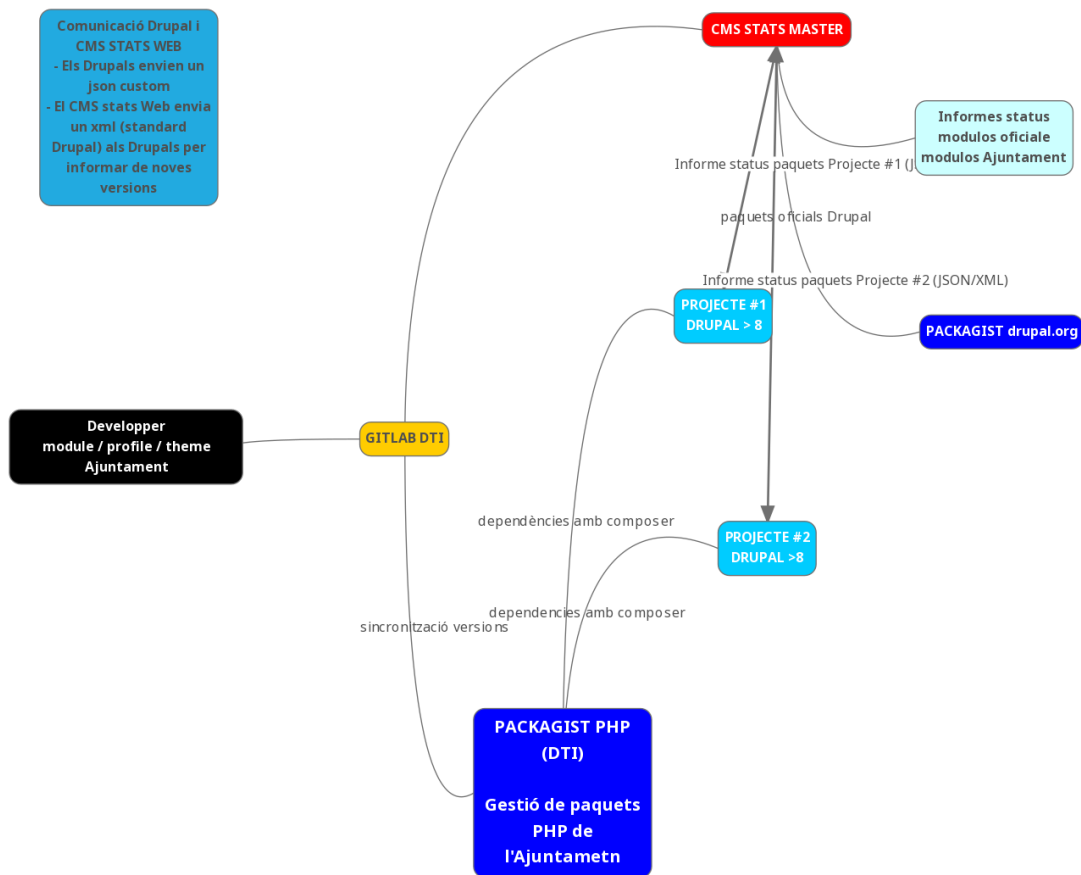 Comunicació Drupal i
CMS STATS WEB
- Els Drupals envien un
json custom
- El CMS stats Web envia
un xml (standard
Drupal) als Drupals per
informar de noves
versions
CMS STATS MASTER
Informes status
modulos oficiale
modulos Ajuntament
Informe status paquets Projecte #1 (J
paquets oficials Drupal
Informe status paquets Projecte #2 (JSON/XML)
PROJECTE #1
DRUPAL > 8
PACKAGIST drupal.org
Developper
module / profile / theme
Ajuntament
GITLAB DTI
dependències amb composer
PROJECTE #2
DRUPAL >8
dependencies amb composer
sincronització versions
PACKAGIST PHP
(DTI)
Gestió de paquets
PHP de
l'Ajuntametn